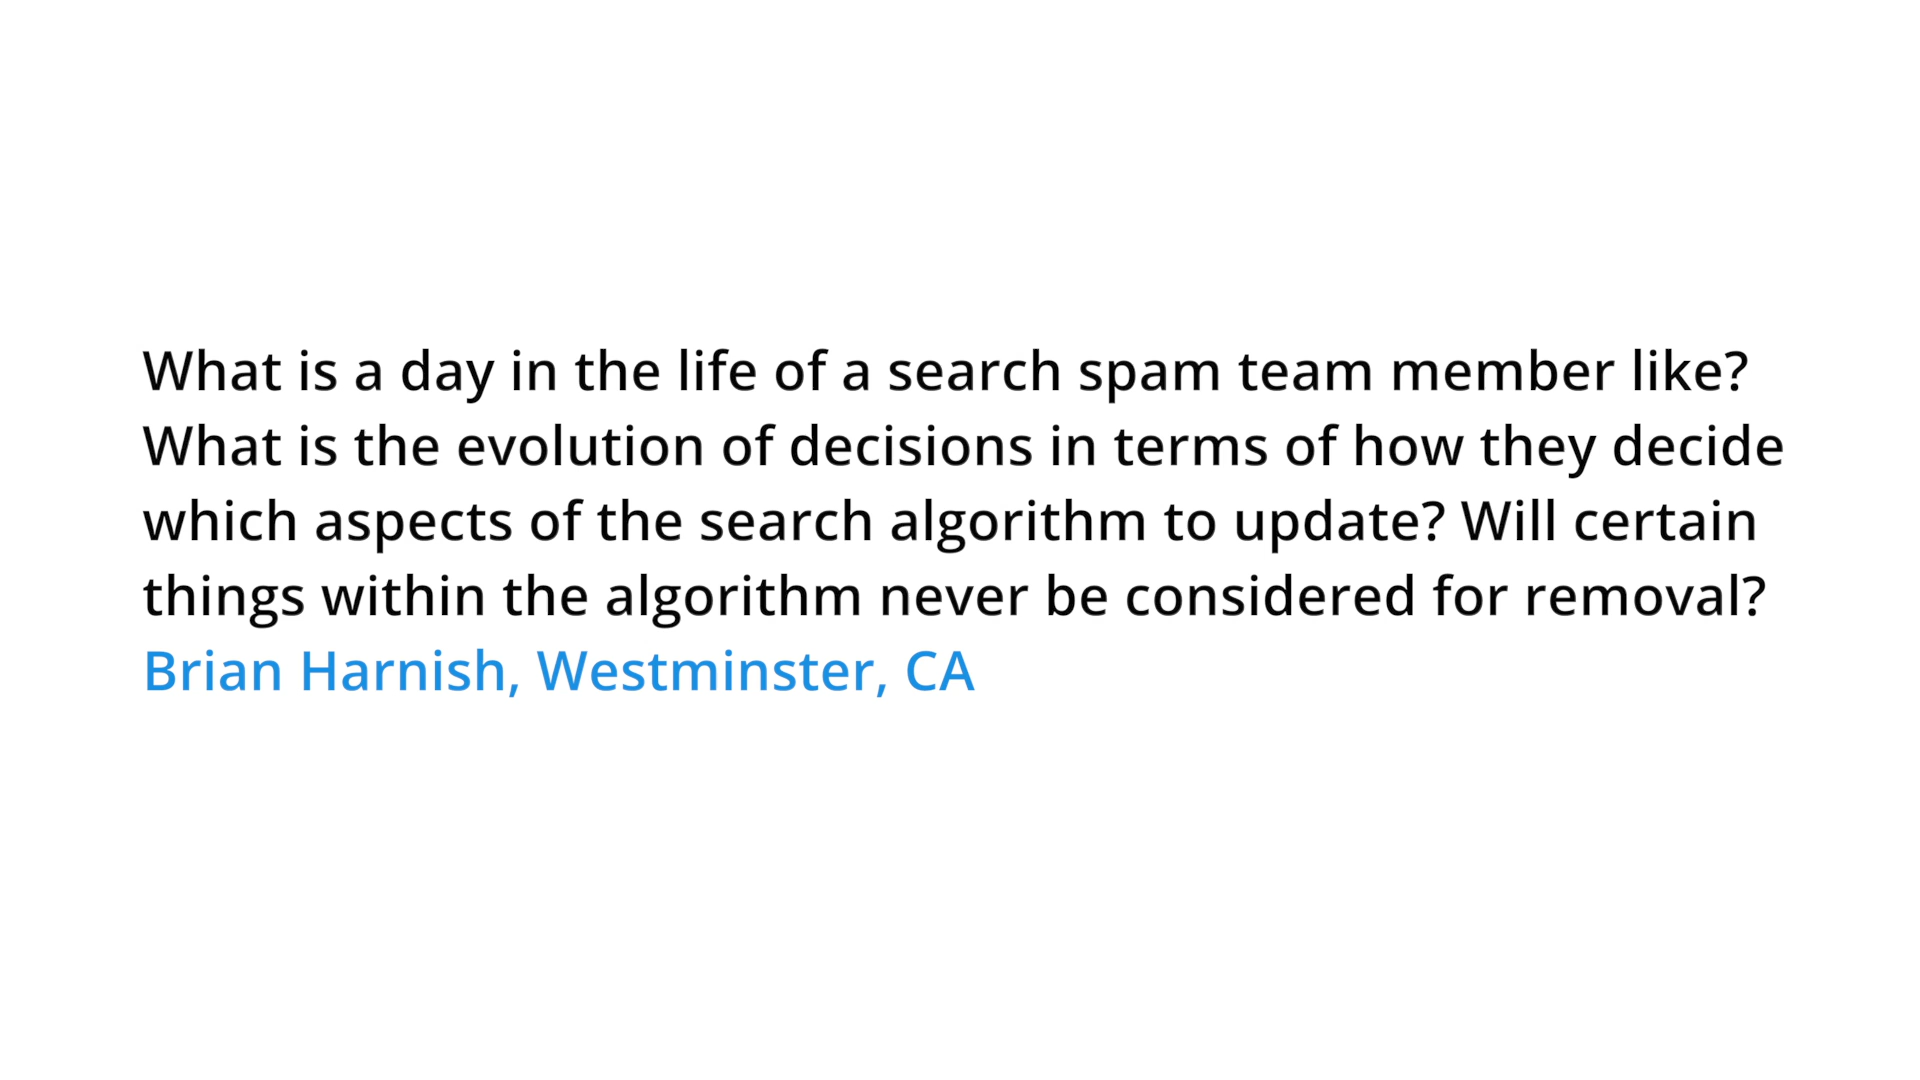 What is a day in the life of a search spam team member like?
What is the evolution of decisions in terms of how they decide
which aspects of the search algorithm to update? Will certain
things within the algorithm never be considered for removal?
Brian Harnish, Westminster, CA